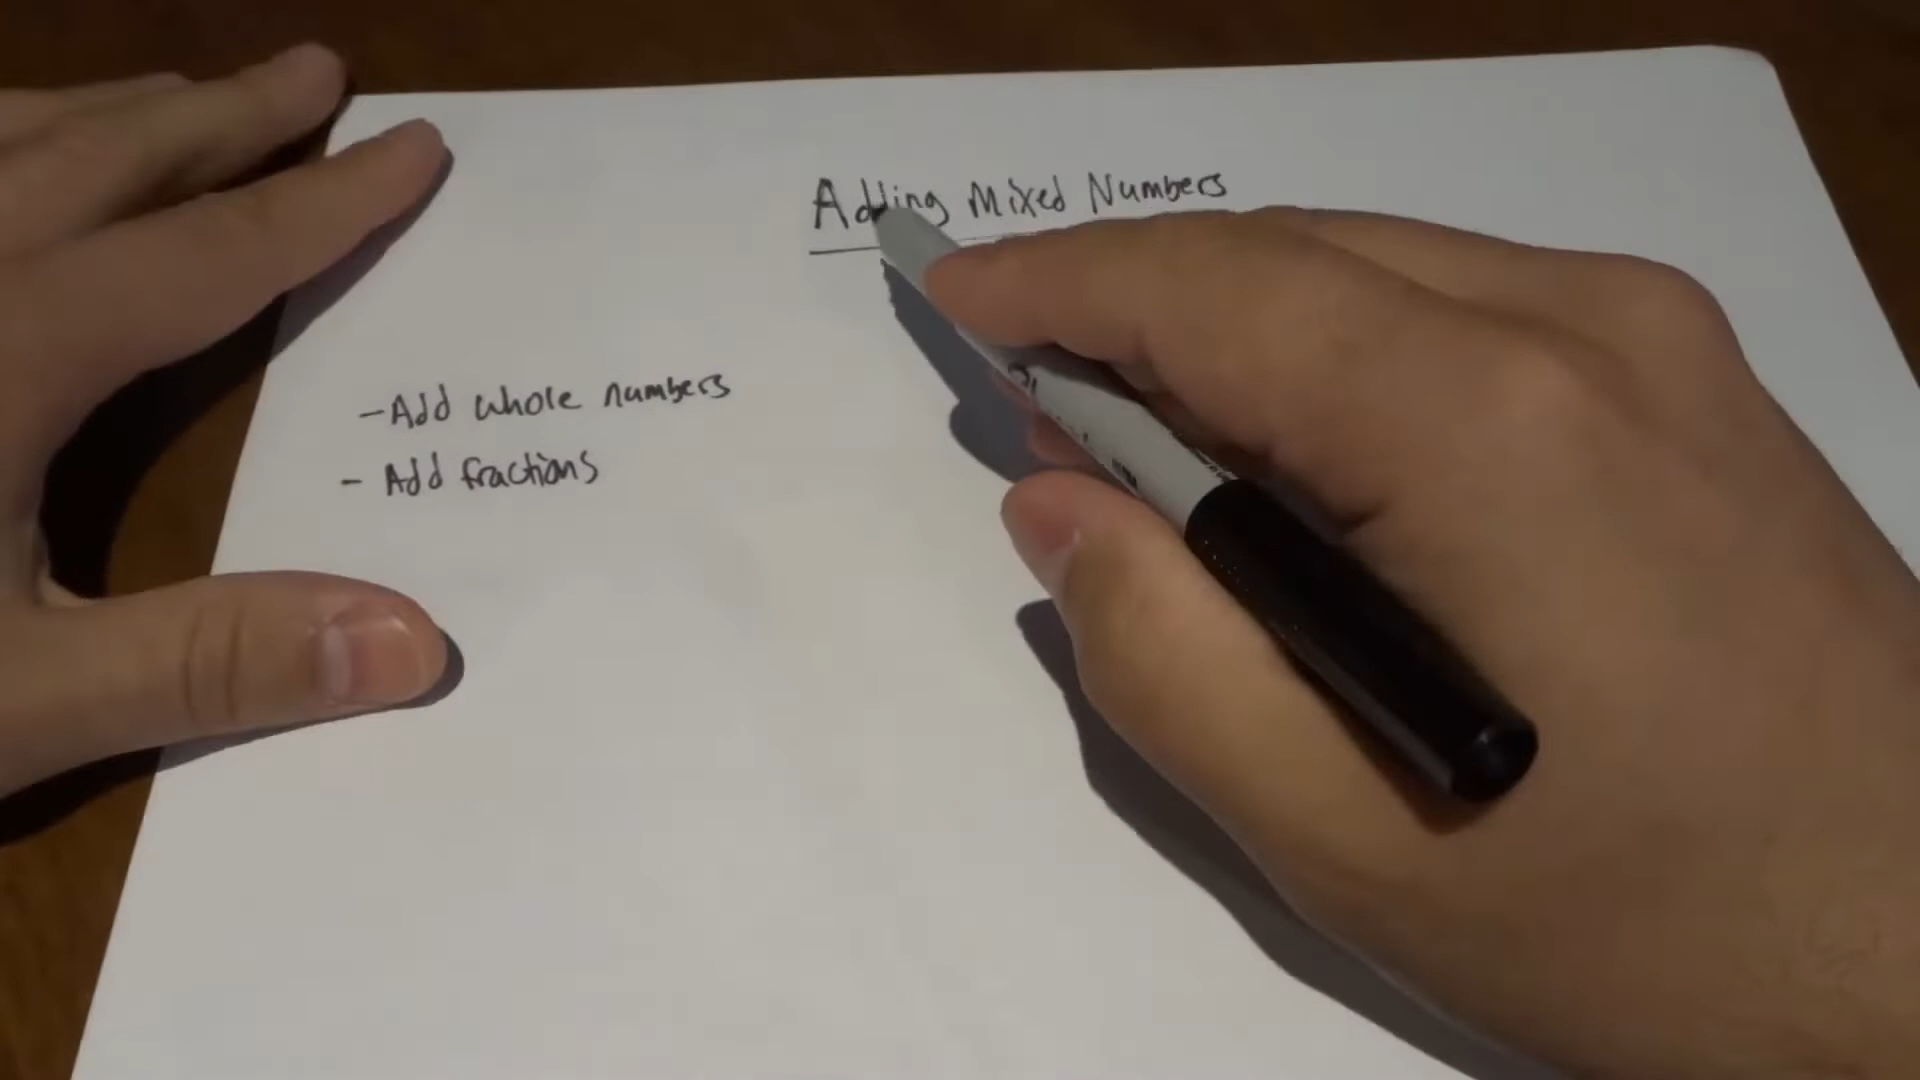 Adding Mixed Numbers
- Add whole numbers
- Add fractions